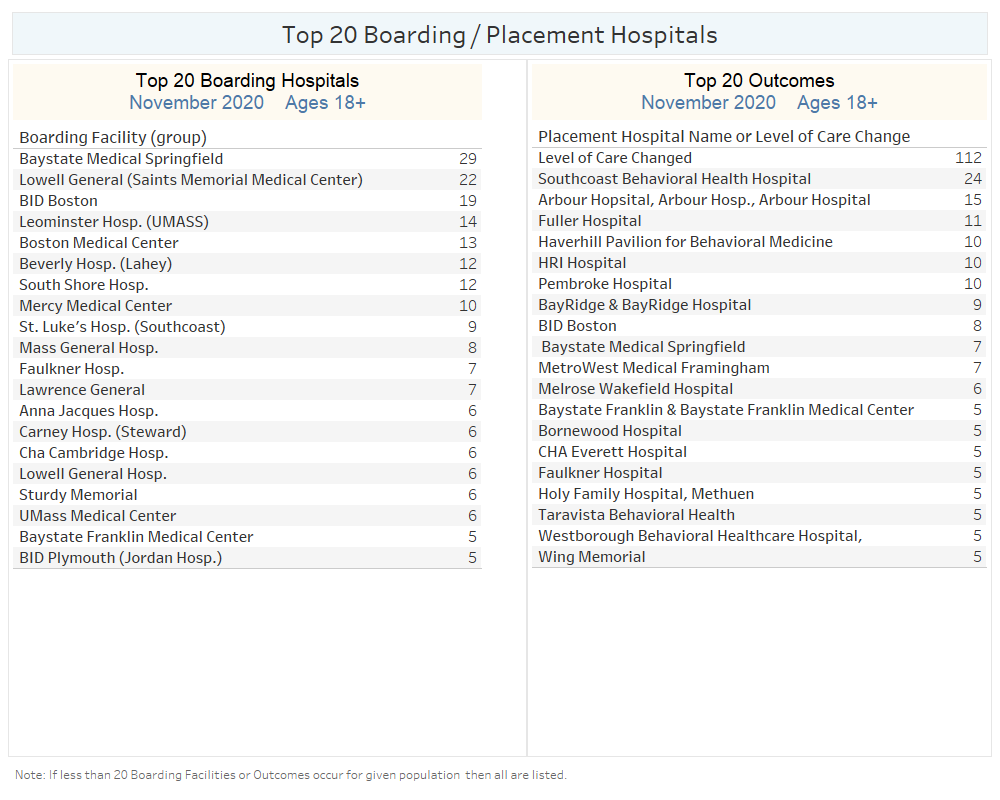 Top 20 Boarding / Placement Hospitals
Top 20 Boarding Hospitals
November 2020 Ages 18+
Boarding Facility (group)
Baystate Medical Springfield 29
Lowell General (Saints Memorial Medical Center) 22
BID Boston 19
Leominster Hosp. (UMASS) 14
Boston Medical Center 13
Beverly Hosp. (Lahey) 12
South Shore Hosp. 12
Mercy Medical Center 10
St. Luke's Hosp. (Southcoast) 9
Mass General Hosp. 8
Faulkner Hosp. 7
Lawrence General 7
Anna Jacques Hosp. 6
Carney Hosp. (Steward) 6
Cha Cambridge Hosp. 6
Lowell General Hosp. 6
Sturdy Memorial 6
UMass Medical Center 6
Baystate Franklin Medical Center 5
BID Plymouth (Jordan Hosp.) 5
Top 20 Outcomes
November 2020 Ages 18+
Placement Hospital Name or Level of Care Change
Level of Care Changed 112
Southcoast Behavioral Health Hospital 24
Arbour Hopsital, Arbour Hosp., Arbour Hospital 15
Fuller Hospital 11
Haverhill Pavilion for Behavioral Medicine 10
HRI Hospital 10
Pembroke Hospital 10
BayRidge & BayRidge Hospital 9
BID Boston 8
Baystate Medical Springfield 7
MetroWest Medical Framingham 7
Melrose Wakefield Hospital 6
Baystate Franklin & Baystate Franklin Medical Center 5
Bornewood Hospital 5
CHA Everett Hospital 5
Faulkner Hospital 5
Holy Family Hospital, Methuen 5
Taravista Behavioral Health 5
Westborough Behavioral Healthcare Hospital, 5
Wing Memorial 5
Note: If less than 20 Boarding Facilities or Outcomes occur for given population then all are listed.